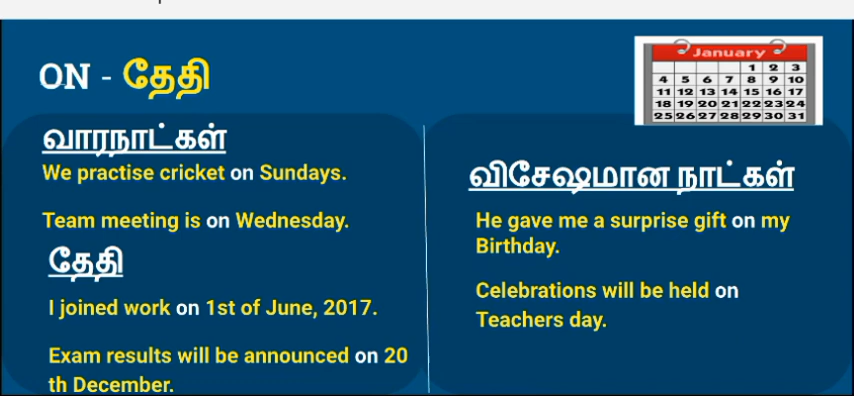 ON - தேதி
January
1 2 3
4 5 6 7 8 9 10
11 12 13 14 15 16 17
18 19 20 21 22 23 24
25 26 27 28 29 30 31
வாரநாட்கள்
We practise cricket on Sundays.
Team meeting is on Wednesday.
தேதி
I joined work on 1st of June, 2017.
Exam results will be announced on 20
th December.
விசேஷமான நாட்கள்
He gave me a surprise gift on my
Birthday.
Celebrations will be held on
Teachers day.